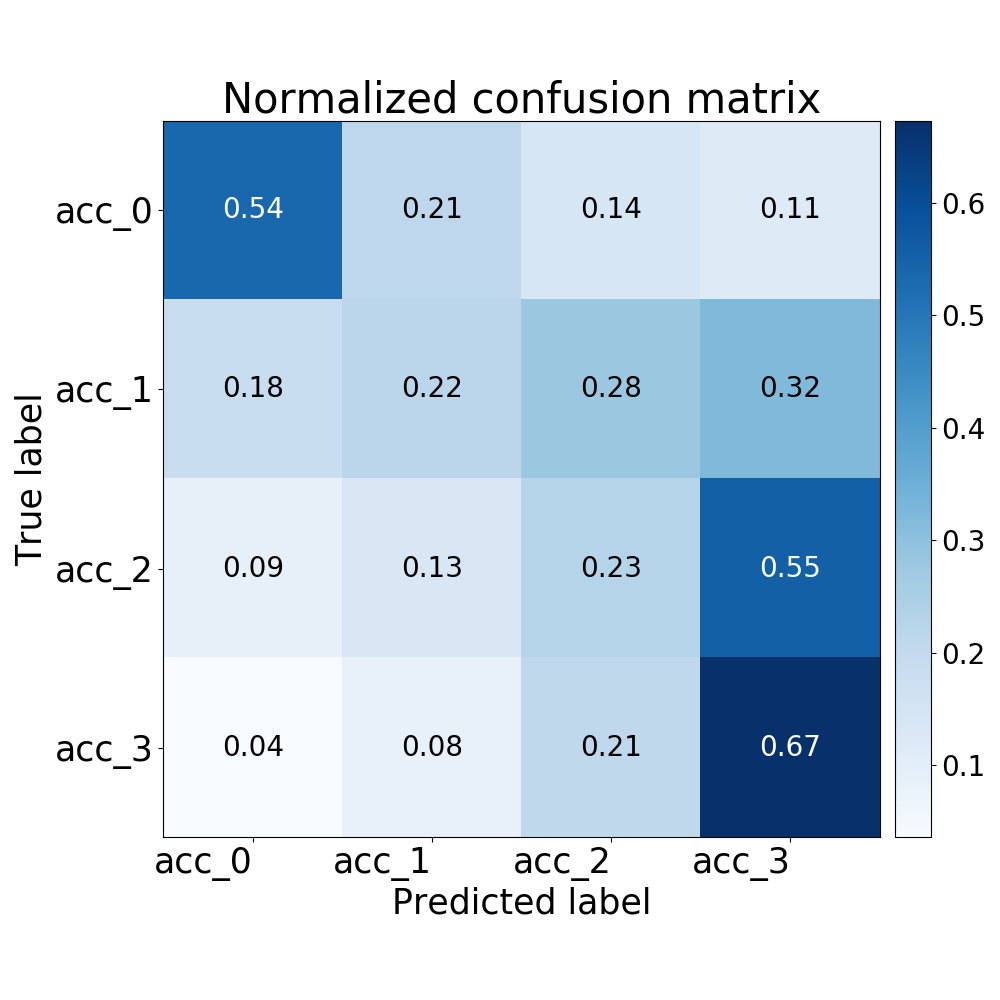 Normalized confusion matrix
acc_0 0.54 0.21 0.14 0.11
acc_1 0.18 0.22 0.28 0.32
acc_2 0.09 0.13 0.23 0.55
acc_3 0.04 0.08 0.21 0.67
acc_0 acc_1 acc_2 acc_3
Predicted label
True label
0.6
0.5
0.4
0.3
0.2
0.1